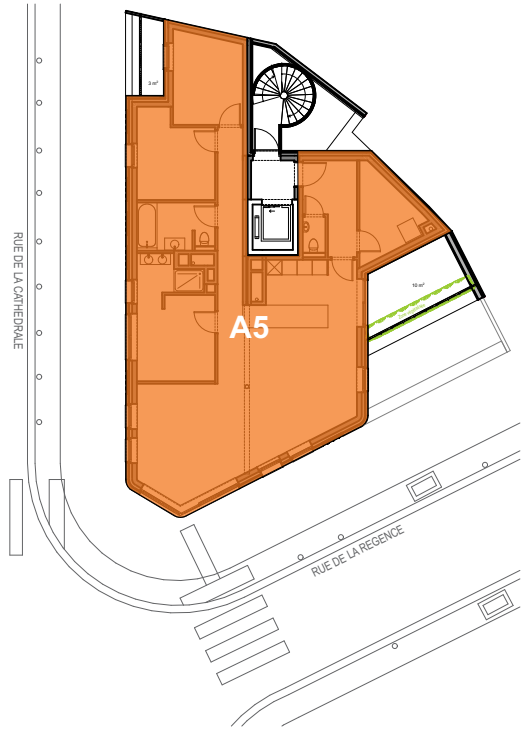 3 m²
RUE DE LA CATHEDRALE
10 m²
A5
RUE DE LA REGENCE